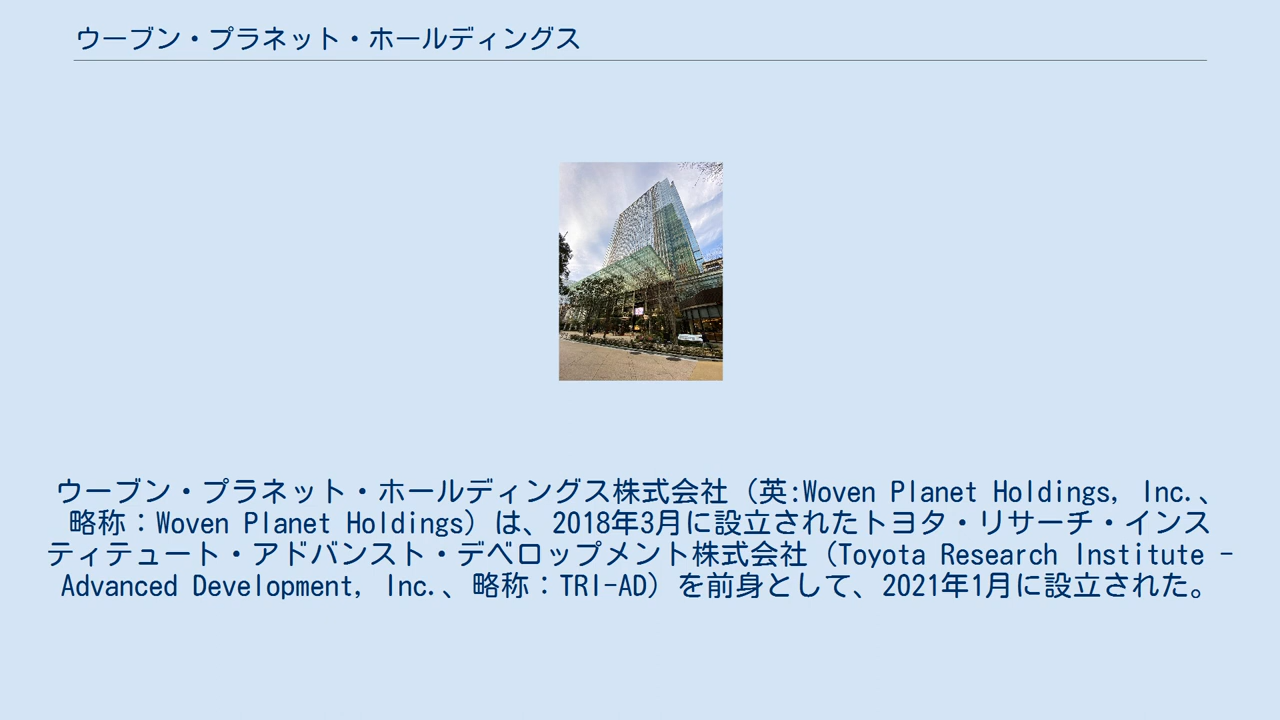 ウーブン・プラネット・ホールディングス
ウーブン・プラネット・ホールディングス株式会社（英:Woven Planet Holdings, Inc.、
略称：Woven Planet Holdings）は、2018年3月に設立されたトヨタ・リサーチ・インス
ティテュート・アドバンスト・デベロップメント株式会社（Toyota Research Institute -
Advanced Development, Inc.、略称：TRI-AD）を前身として、2021年1月に設立された。